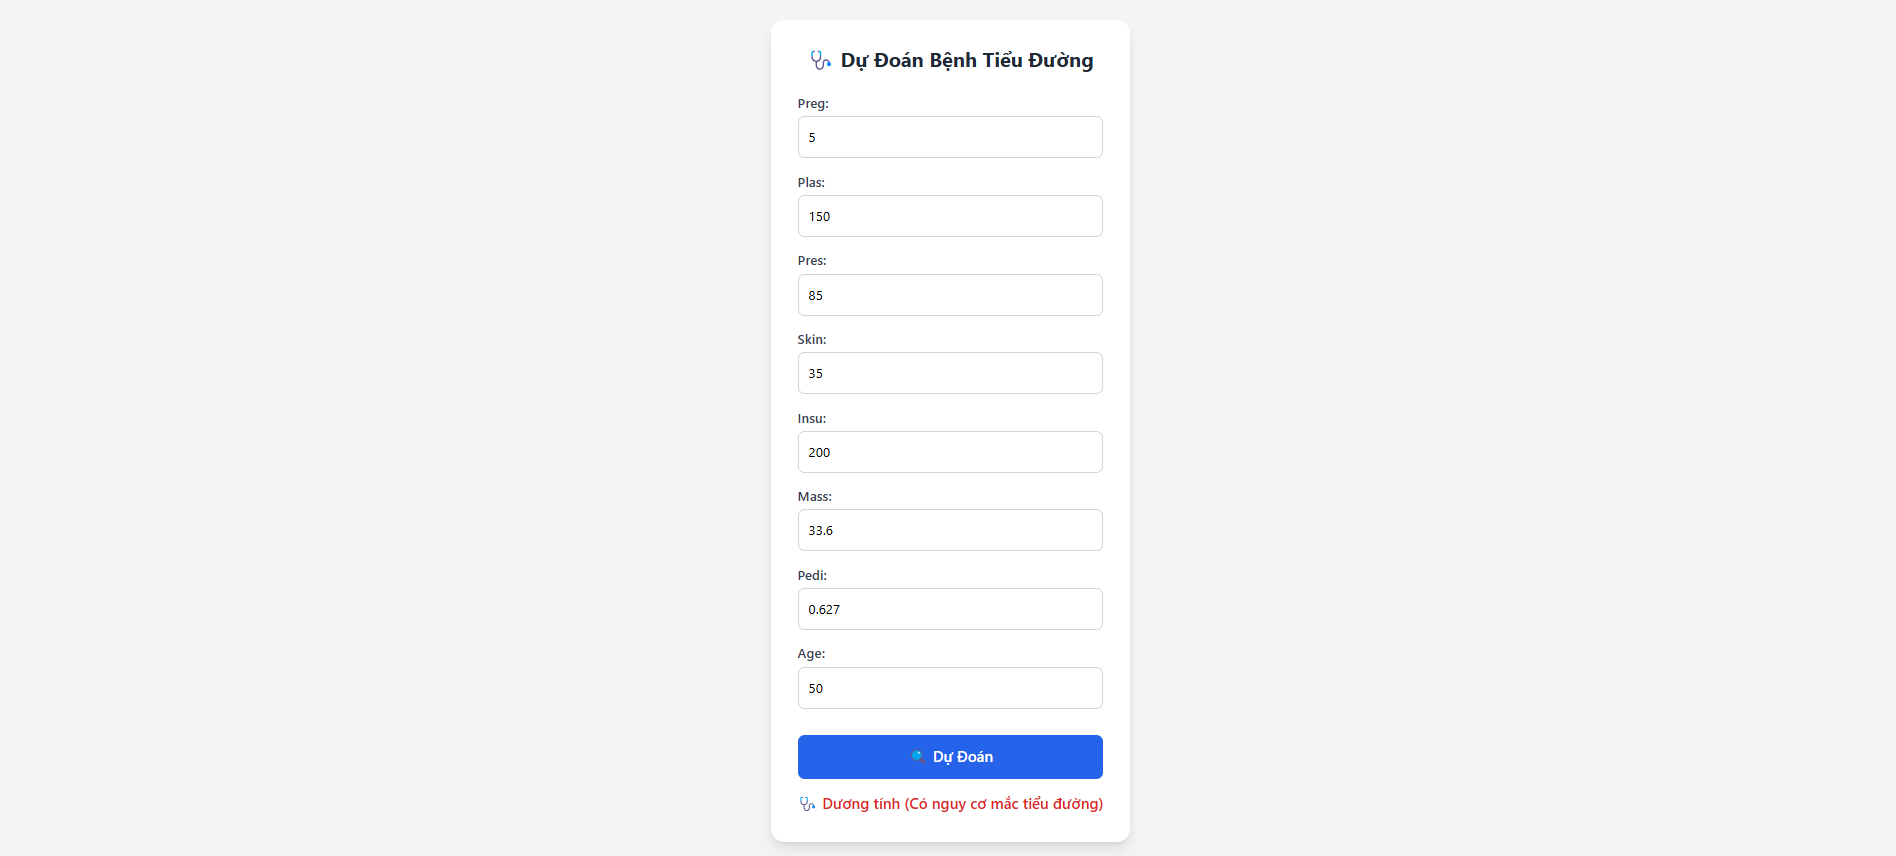 Dự Đoán Bệnh Tiểu Đường
Preg:
5
Plas:
150
Pres:
85
Skin:
35
Insu:
200
Mass:
33.6
Pedi:
0.627
Age:
50
Dự Đoán
Dương tính (Có nguy cơ mắc tiểu đường)